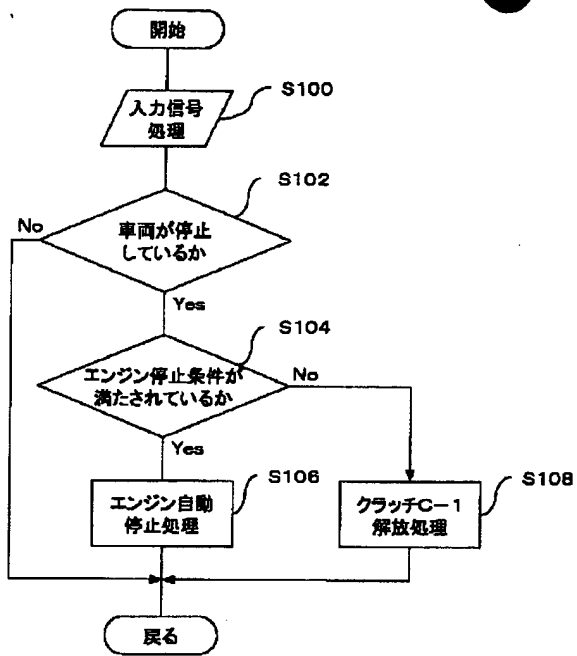 開始
S100
入力信号
処理
S102
No
車両が停止
しているか
Yes
S104
エンジン停止条件が
満たされているか
No
Yes
S106
エンジン自動
停止処理
S108
クラッチC－1
解放処理
戻る